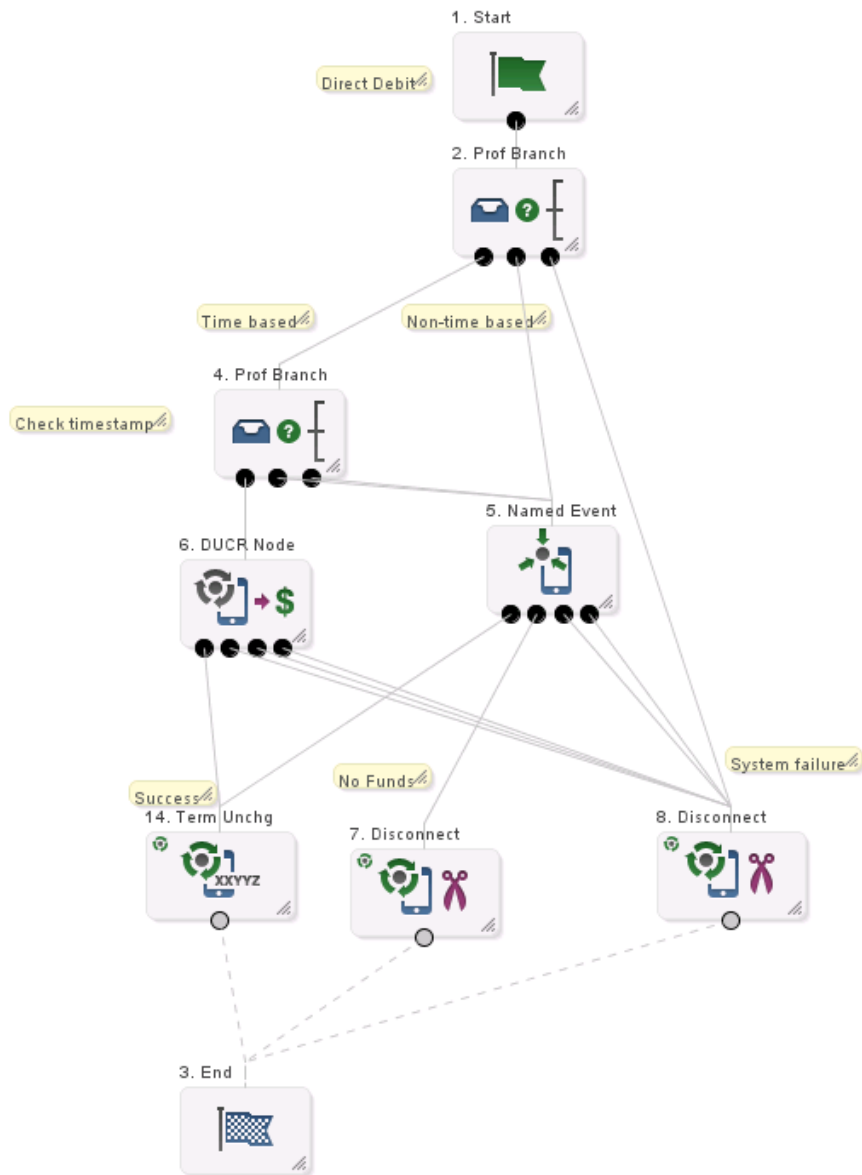 1. Start
Direct Debit
2. Prof Branch
Time based
Non-time based
4. Prof Branch
Check timestamp
5. Named Event
6. DUCR Node
$
System failure
No Funds
Success
14. Term Unchg
7. Disconnect
8. Disconnect
XXYYZ
3. End